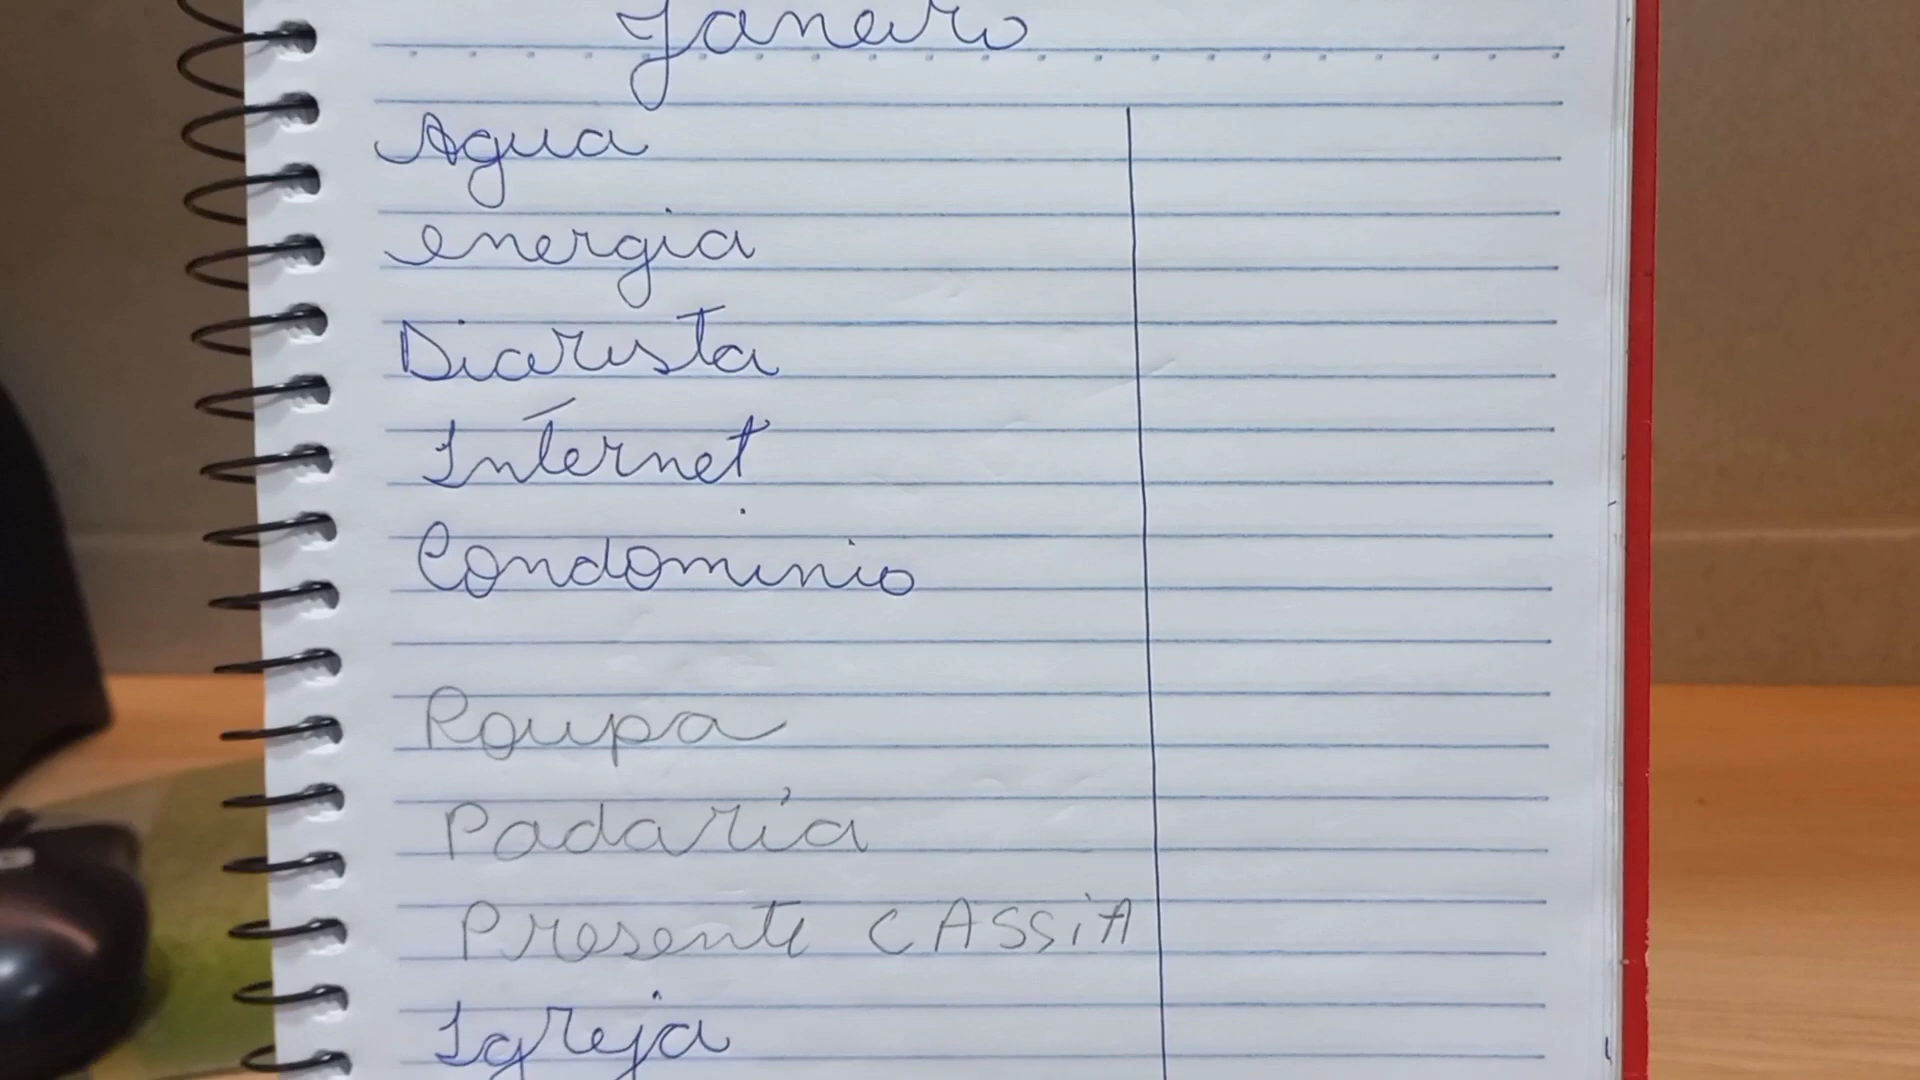 Janeiro
Agua
energia
Diarista
Internet
Condominio
Roupa
Padaria
Presente CASSiA
Igreja